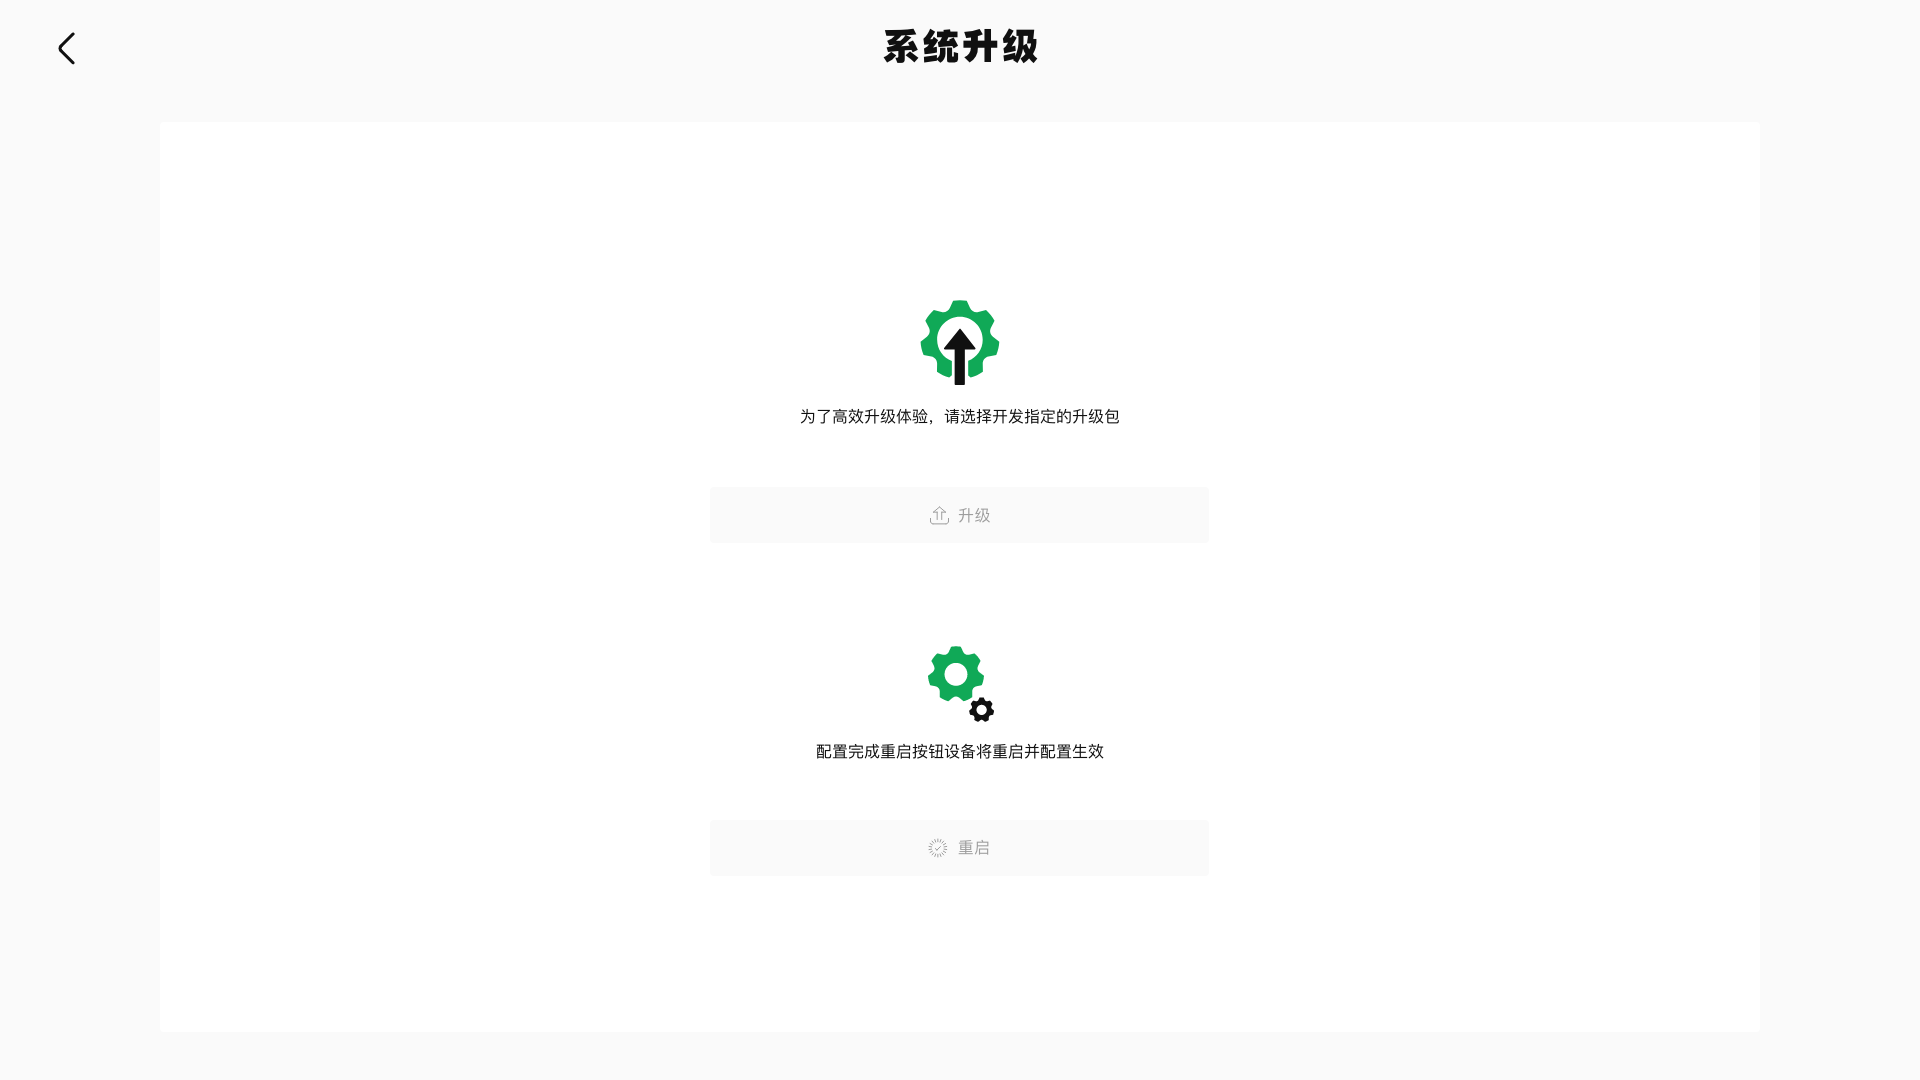 系统升级
为了高效升级体验，请选择开发指定的升级包
升级
配置完成重启按钮设备将重启并配置生效
重启